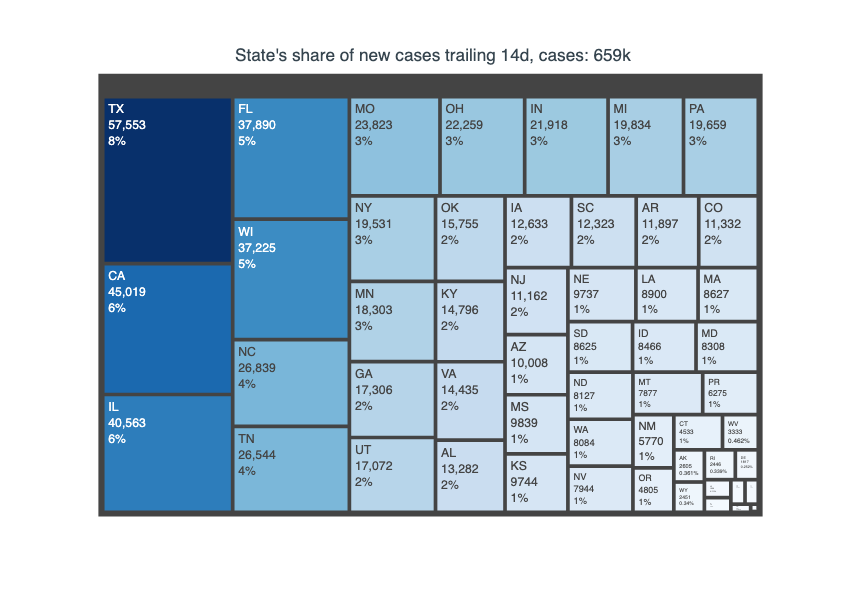 State's share of new cases trailing 14d, cases: 659k
TX
57,553
8%
CA
45,019
6%
IL
40,563
6%
FL
37,890
5%
WI
37,225
5%
NC
26,839
4%
TN
26,544
4%
MO
23,823
3%
OH
22,259
3%
IN
21,918
3%
MI
19,834
3%
PA
19,659
3%
NY
19,531
3%
MN
18,303
3%
GA
17,306
2%
UT
17,072
2%
OK
15,755
2%
KY
14,796
2%
VA
14,435
2%
AL
13,282
2%
IA
12,633
2%
SC
12,323
2%
AR
11,897
2%
CO
11,332
2%
NJ
11,162
2%
AZ
10,008
1%
MS
9839
1%
KS
9744
1%
NE
9737
1%
LA
8900
1%
MA
8627
1%
SD
8625
1%
ID
8466
1%
MD
8308
1%
ND
8127
1%
WA
8084
1%
NV
7944
1%
MT
7877
1%
PR
6275
1%
NM
5770
1%
OR
4805
1%
CT
4533
1%
WV
3333
0.462%
AK
2605
0.361%
WY
2451
0.34%
RI
2446
0.339%